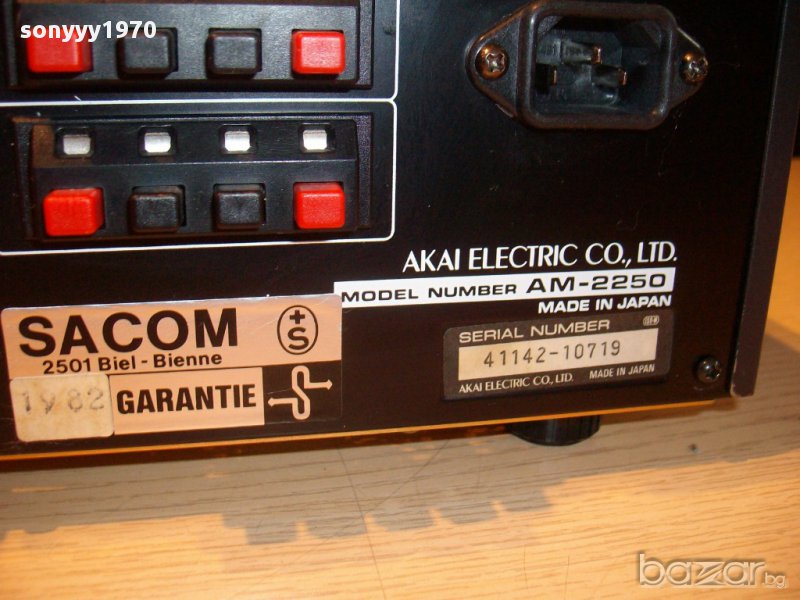 sonyyy1970
AKAI ELECTRIC CO., LTD.
MODEL NUMBER AM-2250
MADE IN JAPAN
SERIAL NUMBER
41142-10719
AKAI ELECTRIC CO., LTD. MADE IN JAPAN
SACOM
+S
2501 Biel - Bienne
1982 GARANTIE
bazar.bg